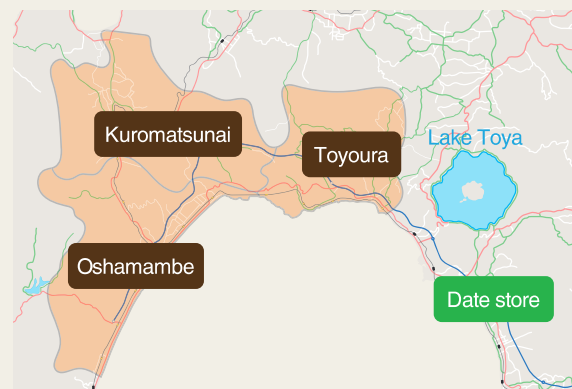 Kuromatsunai
Toyoura
Lake Toya
Oshamambe
Date store